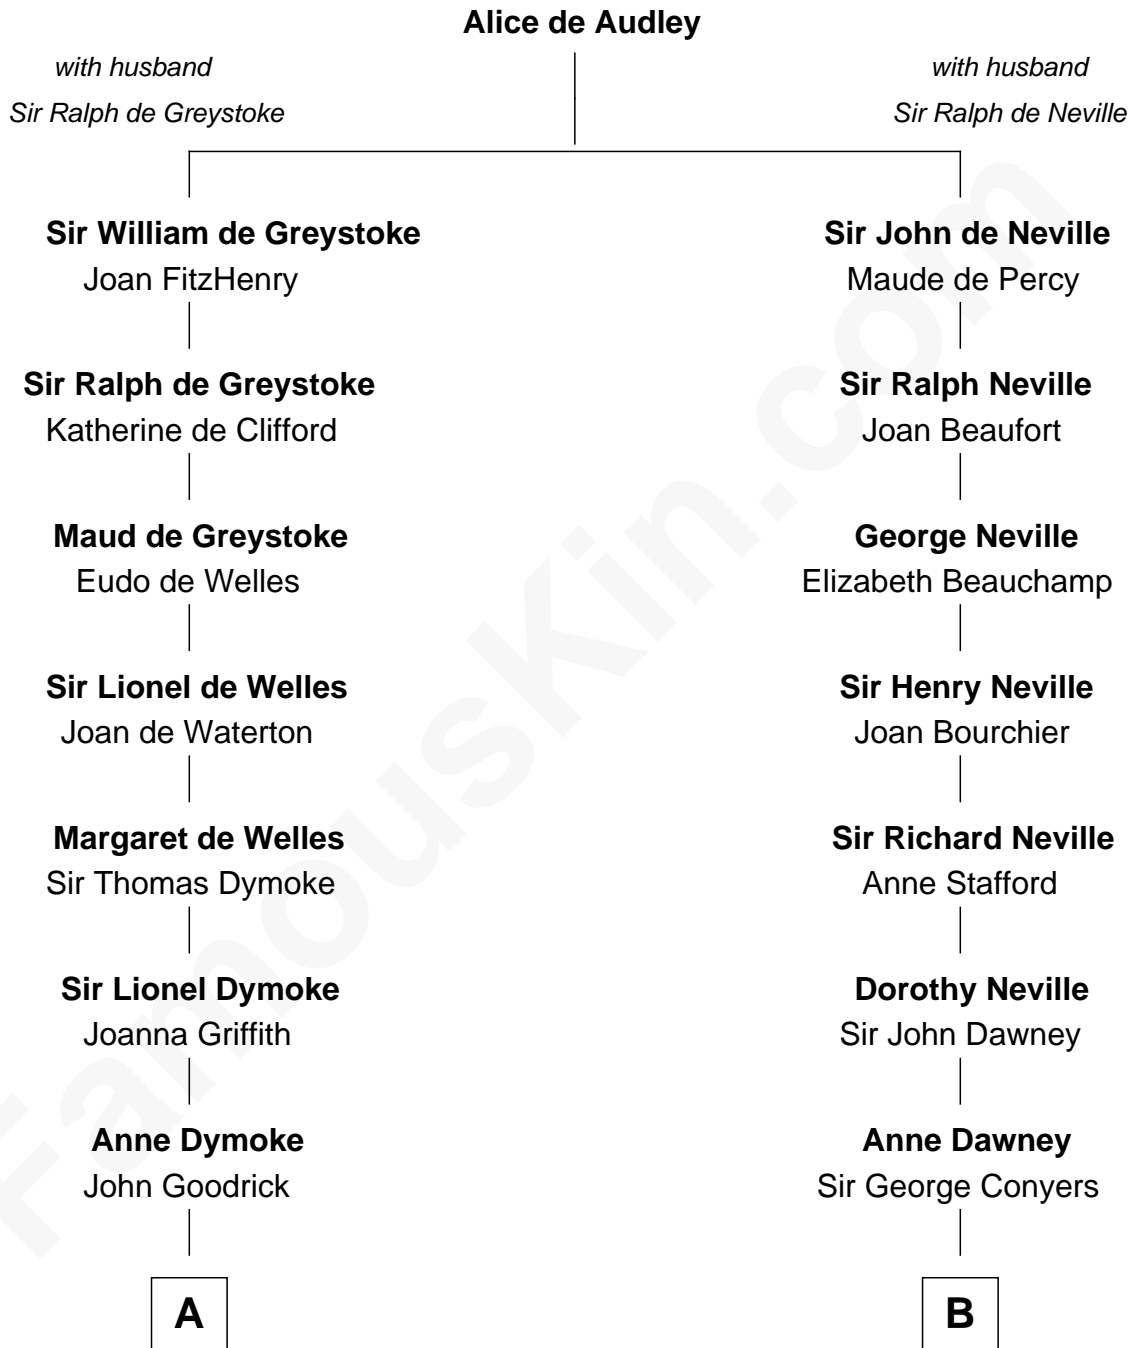 Alice de Audley
with husband
Sir Ralph de Greystoke
with husband
Sir Ralph de Neville
Sir William de Greystoke
Joan FitzHenry
Sir Ralph de Greystoke
Katherine de Clifford
Maud de Greystoke
Eudo de Welles
Sir Lionel de Welles
Joan de Waterton
Margaret de Welles
Sir Thomas Dymoke
Sir Lionel Dymoke
Joanna Griffith
Anne Dymoke
John Goodrick
A
Sir John de Neville
Maude de Percy
Sir Ralph Neville
Joan Beaufort
George Neville
Elizabeth Beauchamp
Sir Henry Neville
Joan Bourchier
Sir Richard Neville
Anne Stafford
Dorothy Neville
Sir John Dawney
Anne Dawney
Sir George Conyers
B
FamousKin.com